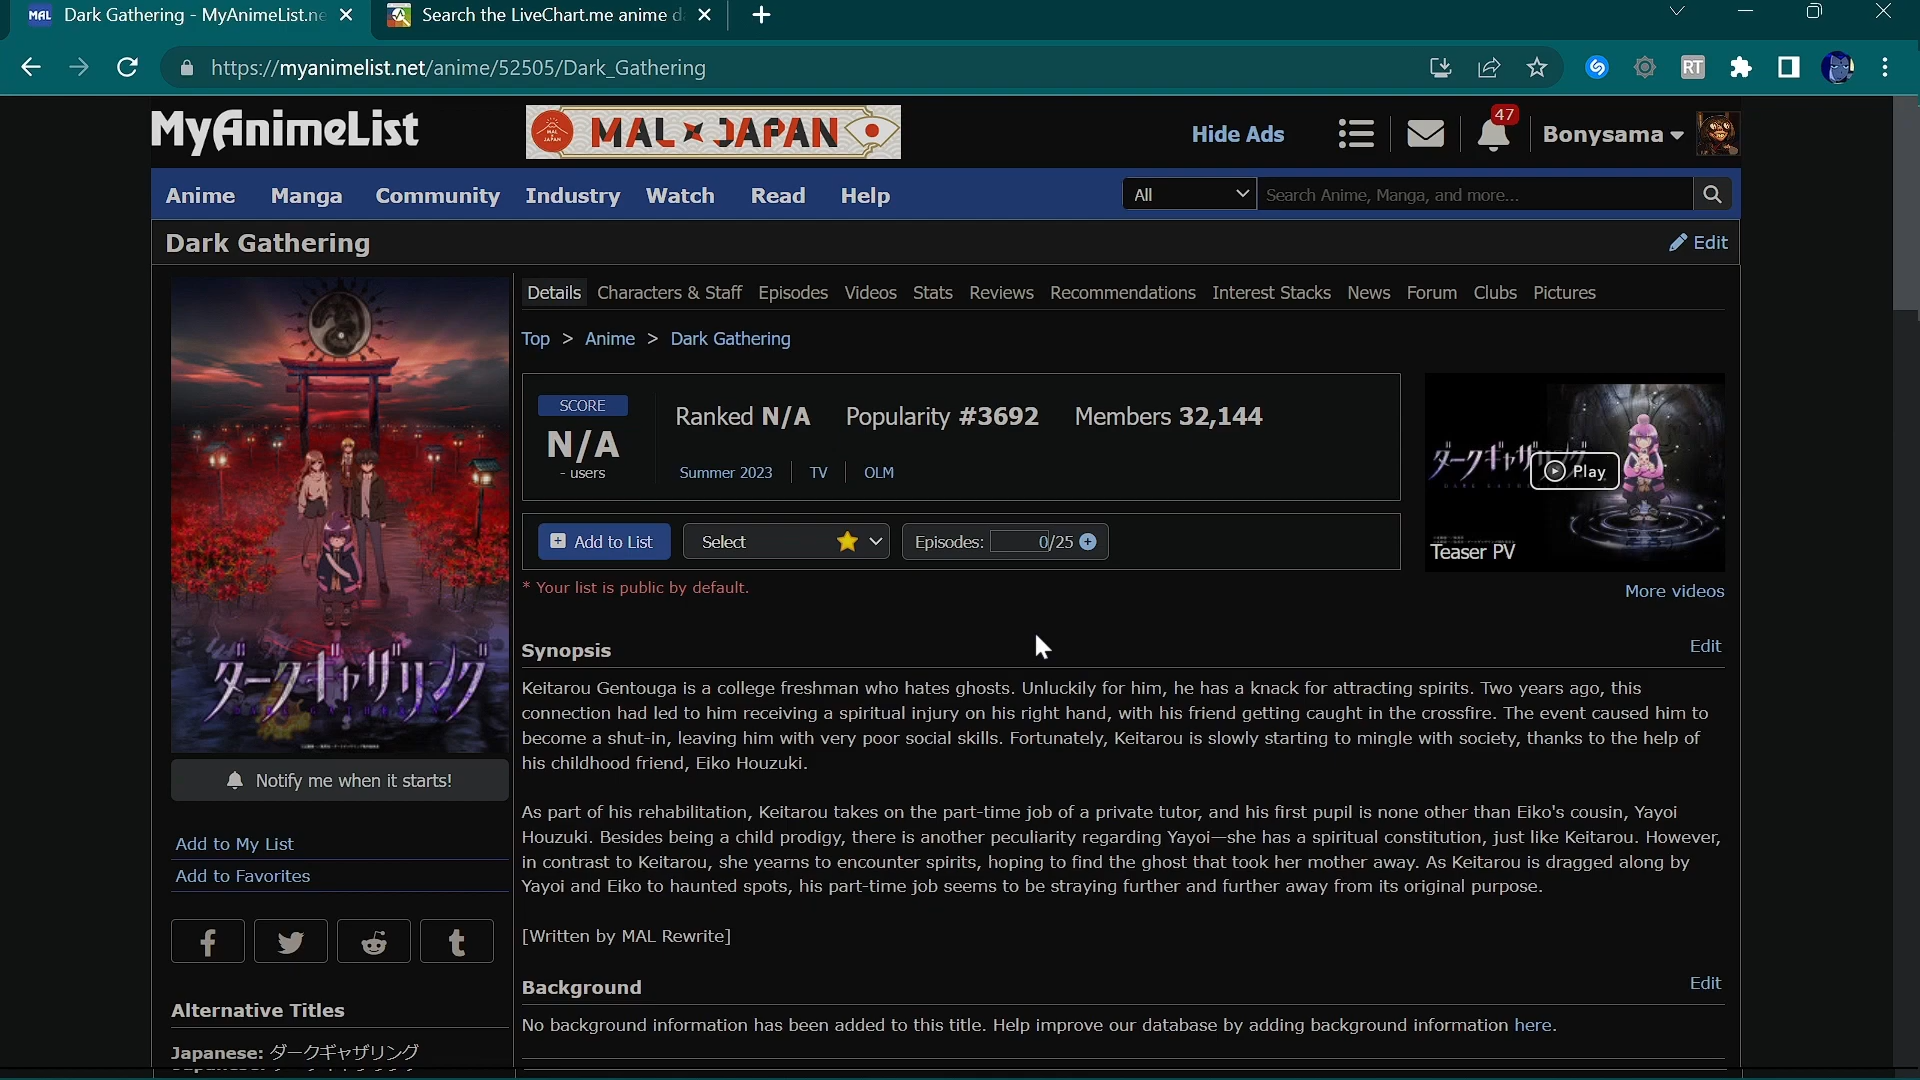 MAL Dark Gathering - MyAnimeList.ne
Search the LiveChart.me anime d
https://myanimelist.net/anime/52505/Dark_Gathering
RT
MyAnimeList
MAL x JAPAN
Hide Ads
47
Bonysama
Anime Manga Community Industry Watch Read Help
All
Search Anime, Manga, and more...
Dark Gathering
Edit
Details Characters & Staff Episodes Videos Stats Reviews Recommendations Interest Stacks News Forum Clubs Pictures
Top > Anime > Dark Gathering
SCORE
N/A
- users
Ranked N/A Popularity #3692 Members 32,144
Summer 2023 TV OLM
ダークギャザリング
Play
Teaser PV
Add to List
Select
Episodes: 0/25
* Your list is public by default.
More videos
ダークギャザリング
DARK GATHERING
Synopsis
Edit
Keitarou Gentouga is a college freshman who hates ghosts. Unluckily for him, he has a knack for attracting spirits. Two years ago, this
connection had led to him receiving a spiritual injury on his right hand, with his friend getting caught in the crossfire. The event caused him to
become a shut-in, leaving him with very poor social skills. Fortunately, Keitarou is slowly starting to mingle with society, thanks to the help of
his childhood friend, Eiko Houzuki.
As part of his rehabilitation, Keitarou takes on the part-time job of a private tutor, and his first pupil is none other than Eiko's cousin, Yayoi
Houzuki. Besides being a child prodigy, there is another peculiarity regarding Yayoi—she has a spiritual constitution, just like Keitarou. However,
in contrast to Keitarou, she yearns to encounter spirits, hoping to find the ghost that took her mother away. As Keitarou is dragged along by
Yayoi and Eiko to haunted spots, his part-time job seems to be straying further and further away from its original purpose.
[Written by MAL Rewrite]
Background
Edit
No background information has been added to this title. Help improve our database by adding background information here.
Notify me when it starts!
Add to My List
Add to Favorites
Alternative Titles
Japanese: ダークギャザリング